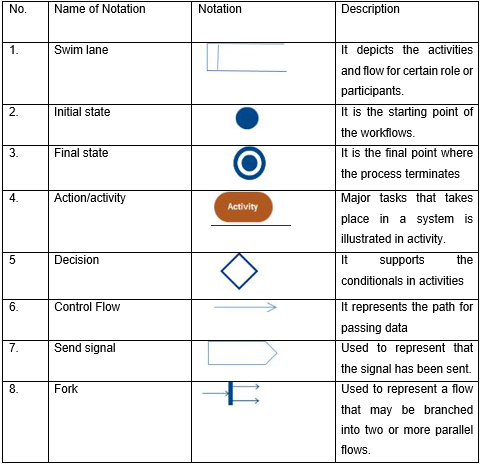 No. Name of Notation Notation Description
1. Swim lane It depicts the activities
and flow for certain role or
participants.
2. Initial state It is the starting point of
the workflows.
3. Final state It is the final point where
the process terminates
4. Action/activity Activity Major tasks that takes
place in a system is
illustrated in activity.
5 Decision It supports the
conditionals in activities
6. Control Flow It represents the path for
passing data
7. Send signal Used to represent that
the signal has been sent.
8. Fork Used to represent a flow
that may be branched
into two or more parallel
flows.